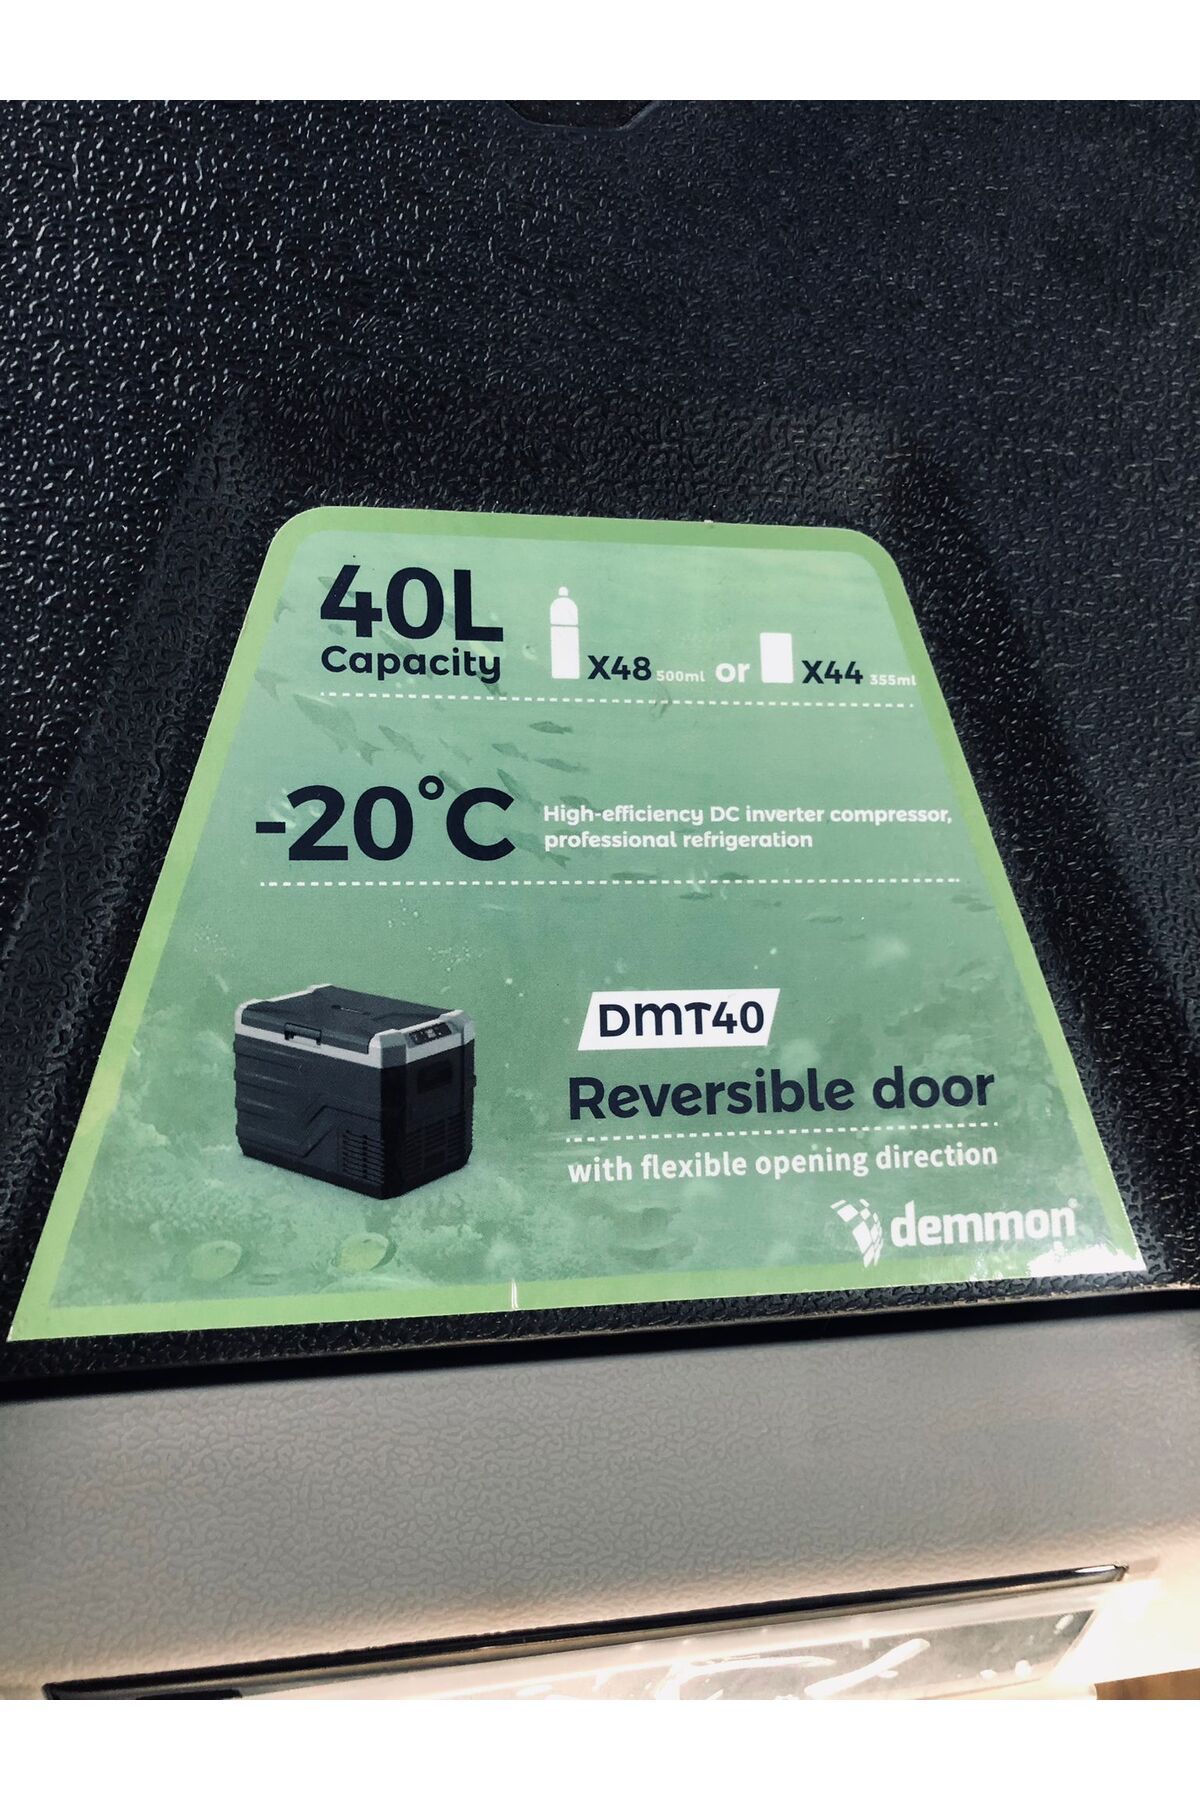 40L
Capacity
X48 500ml or X44 355ml
-20°C
High-efficiency DC inverter compressor,
professional refrigeration
DMT40
Reversible door
with flexible opening direction
demmon®